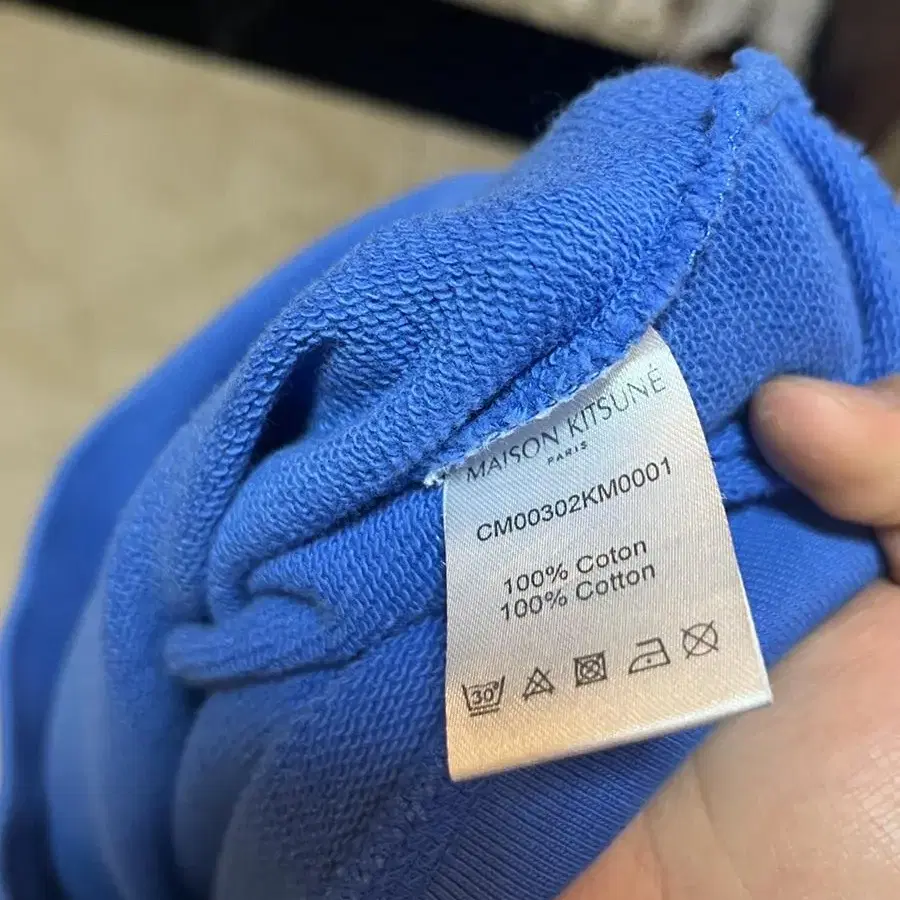 MAISON KITSUNÉ
PARIS
CM00302KM0001
100% Coton
100% Cotton
30°